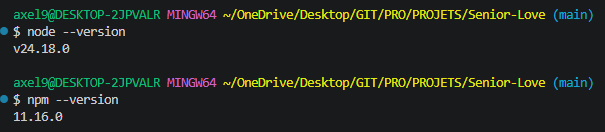 axel9@DESKTOP-2JPVALR MINGW64 ~/OneDrive/Desktop/GIT/PRO/PROJETS/Senior-Love (main)
$ node --version
v24.18.0
axel9@DESKTOP-2JPVALR MINGW64 ~/OneDrive/Desktop/GIT/PRO/PROJETS/Senior-Love (main)
$ npm --version
11.16.0